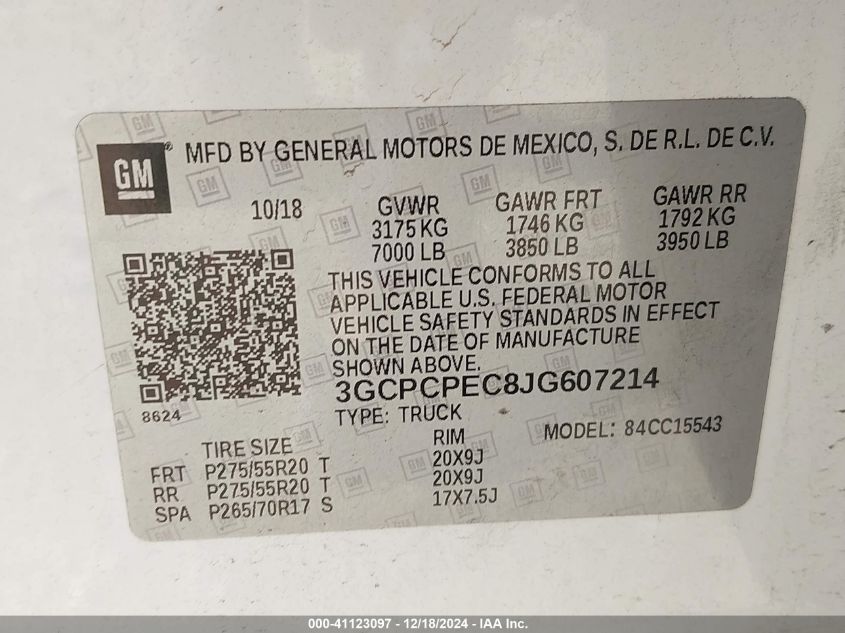 GM® MFD BY GENERAL MOTORS DE MEXICO, S. DE R.L. DE C.V.
10/18 GVWR GAWR FRT GAWR RR
3175 KG 1746 KG 1792 KG
7000 LB 3850 LB 3950 LB
THIS VEHICLE CONFORMS TO ALL
APPLICABLE U.S. FEDERAL MOTOR
VEHICLE SAFETY STANDARDS IN EFFECT
ON THE DATE OF MANUFACTURE
SHOWN ABOVE.
3GCPCPEC8JG607214
8624
TYPE: TRUCK MODEL: 84CC15543
TIRE SIZE RIM
FRT P275/55R20 T 20X9J
RR P275/55R20 T 20X9J
SPA P265/70R17 S 17X7.5J
000-41123097 - 12/18/2024 - IAA Inc.